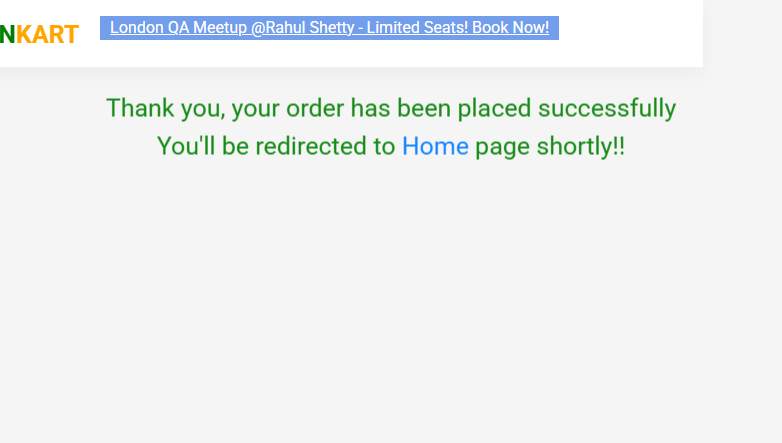 NKART
London QA Meetup @Rahul Shetty - Limited Seats! Book Now!
Thank you, your order has been placed successfully
You'll be redirected to Home page shortly!!